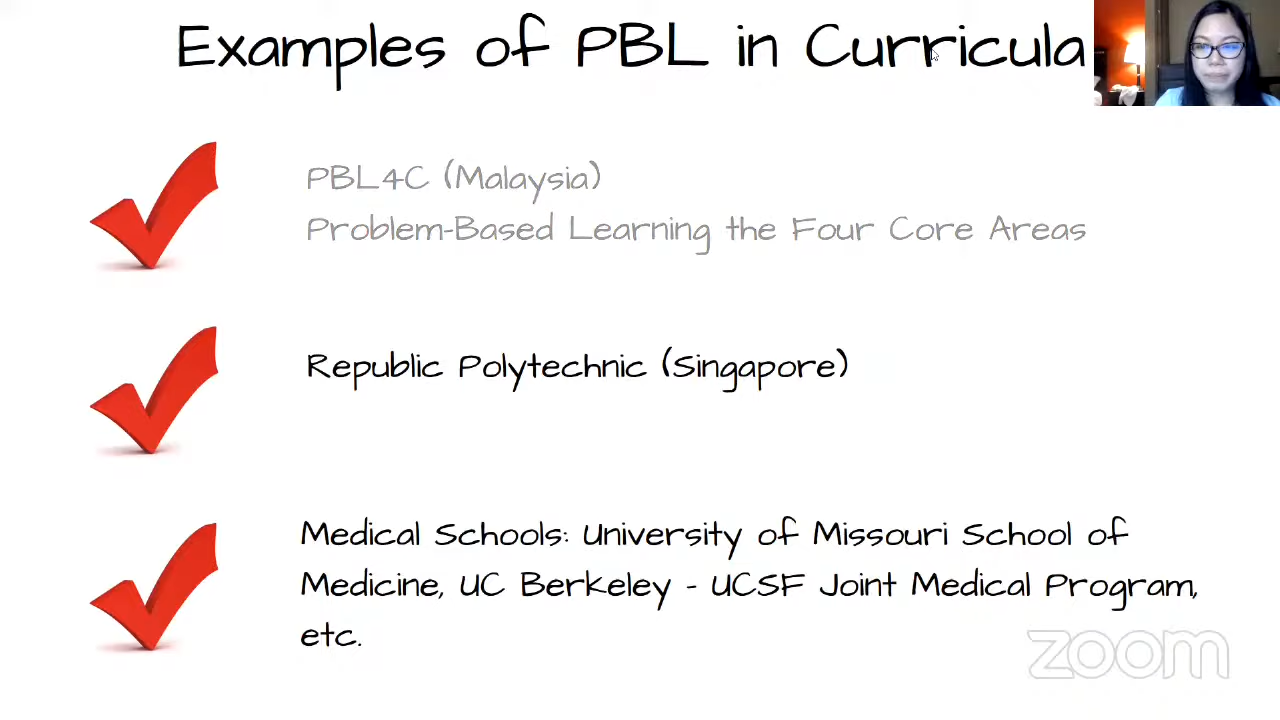 Examples of PBL in Curricula
PBL4C (Malaysia)
Problem-Based Learning the Four Core Areas
Republic Polytechnic (Singapore)
Medical Schools: University of Missouri School of
Medicine, UC Berkeley - UCSF Joint Medical Program,
etc.
zoom